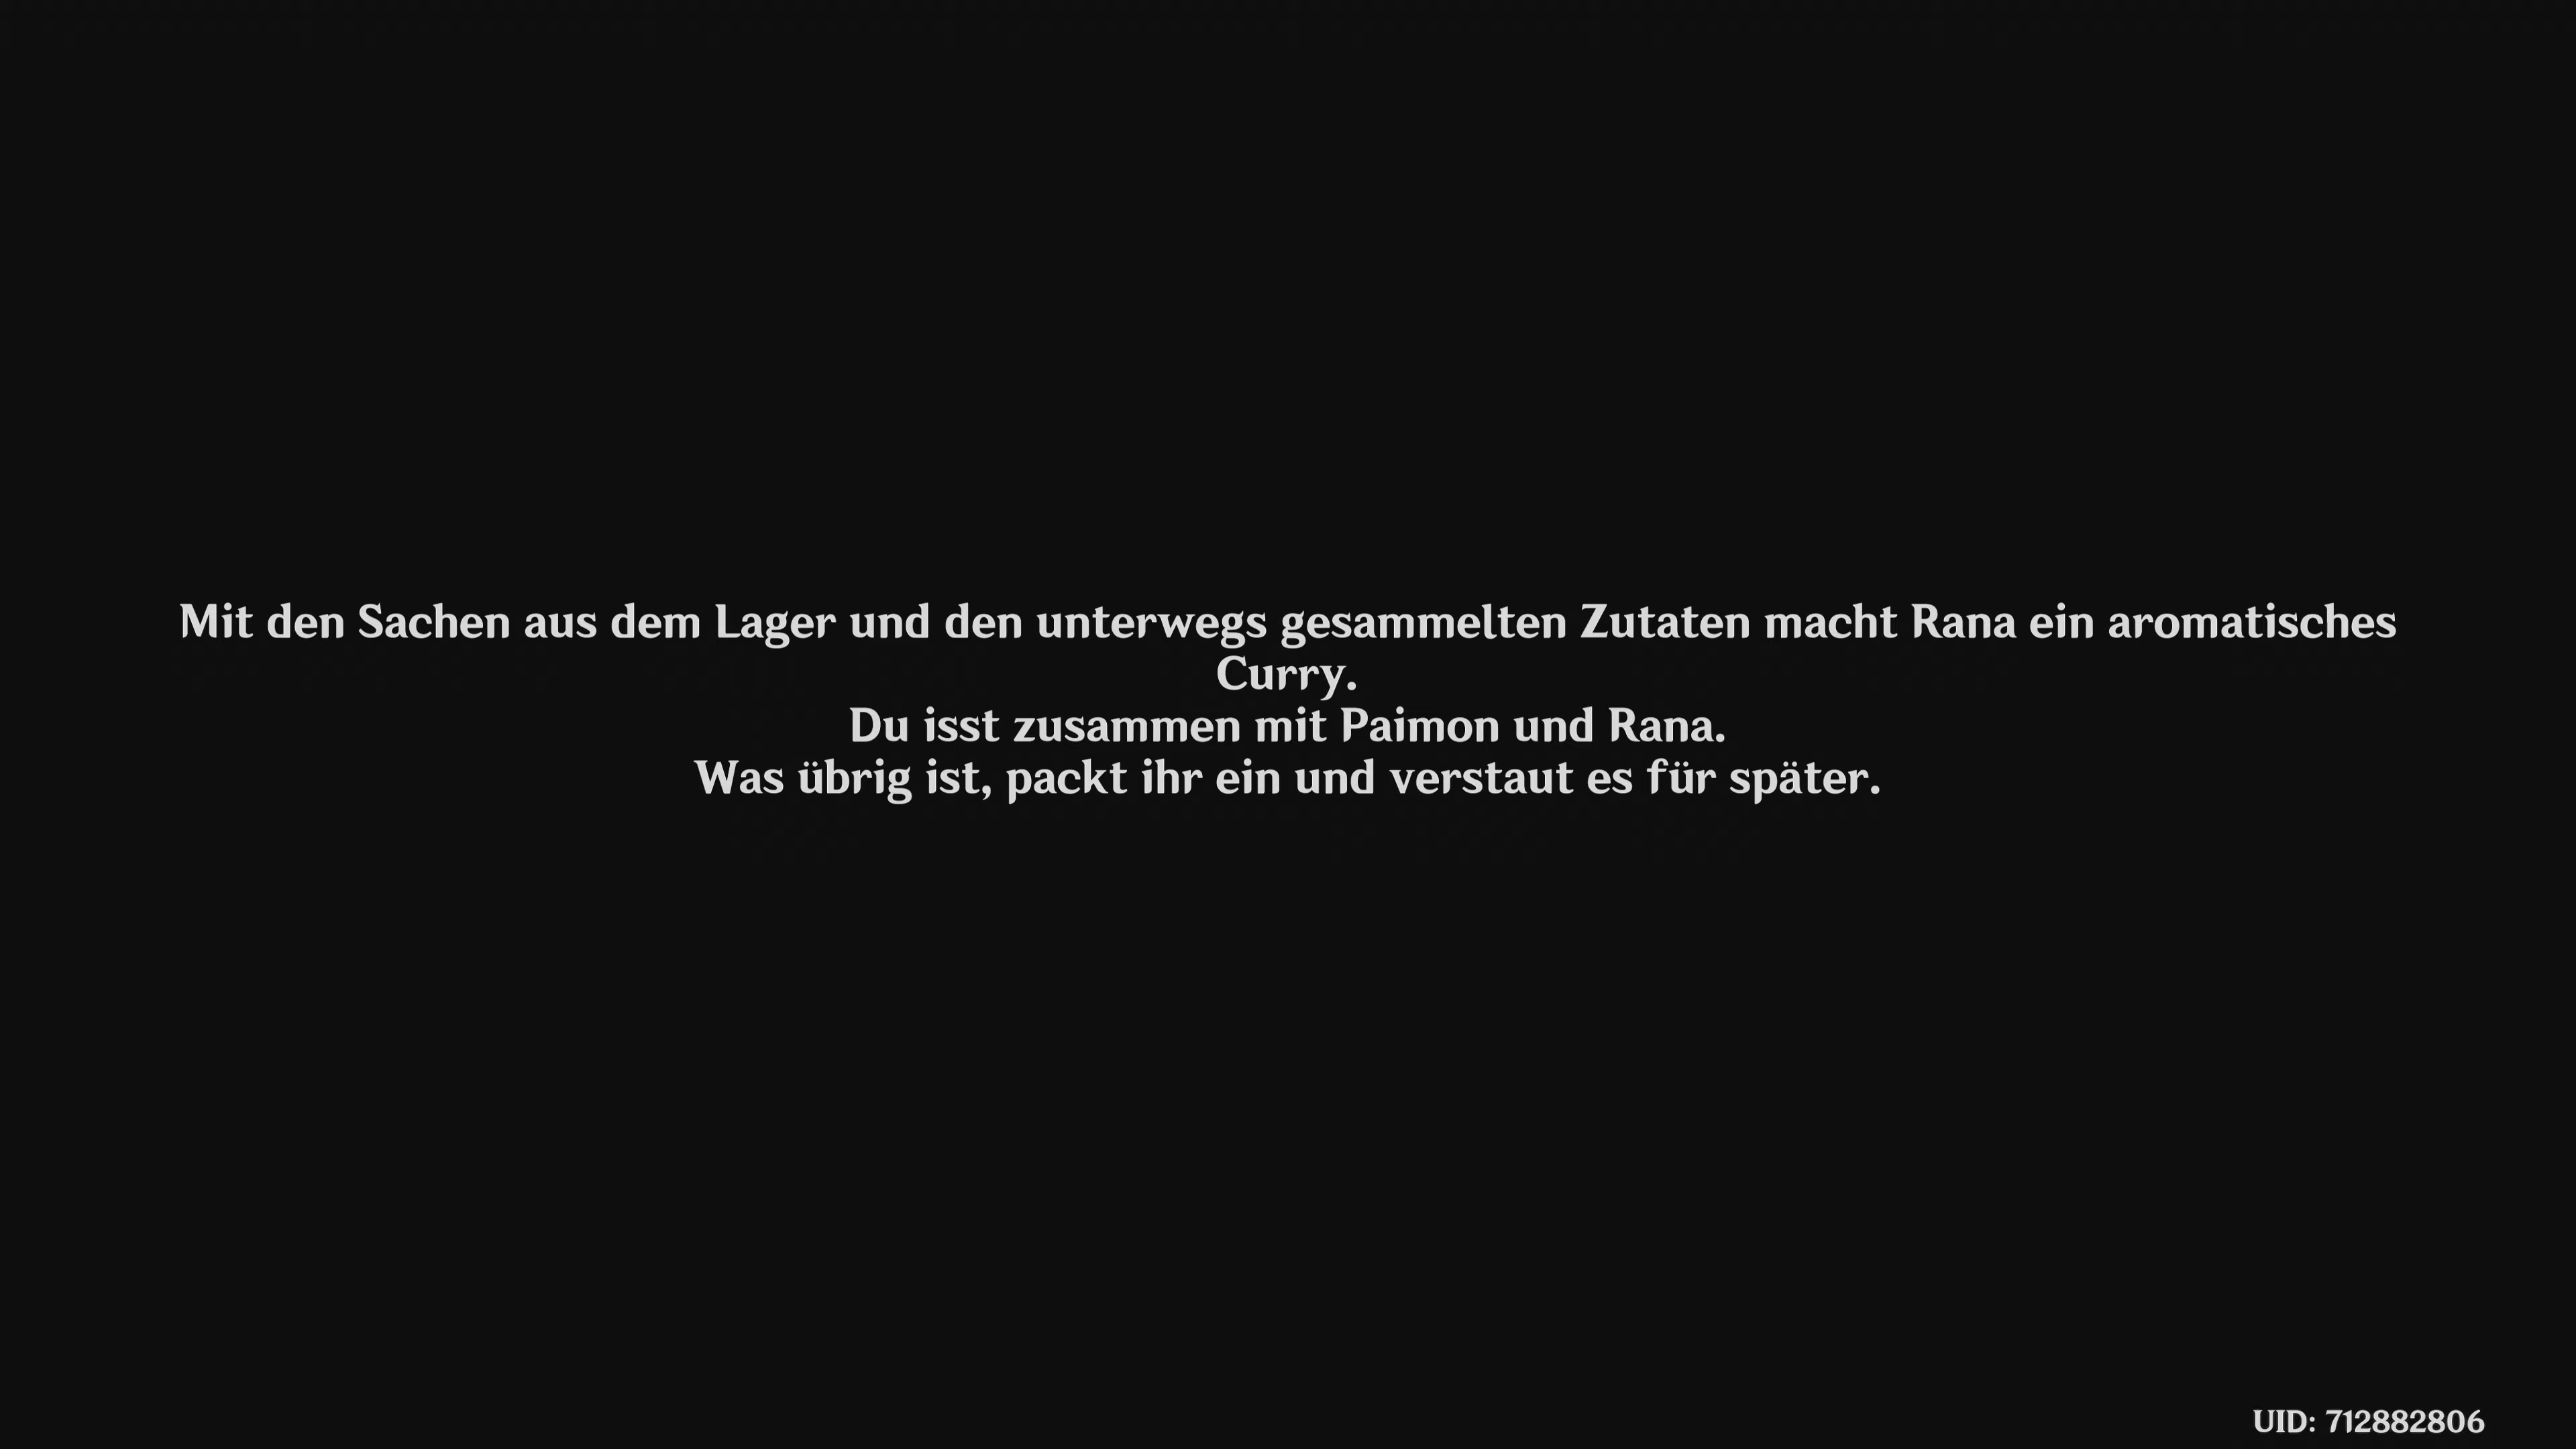 Mit den Sachen aus dem Lager und den unterwegs gesammelten Zutaten macht Rana ein aromatisches
Curry.
Du isst zusammen mit Paimon und Rana.
Was übrig ist, packt ihr ein und verstaut es für später.
UID: 712882806